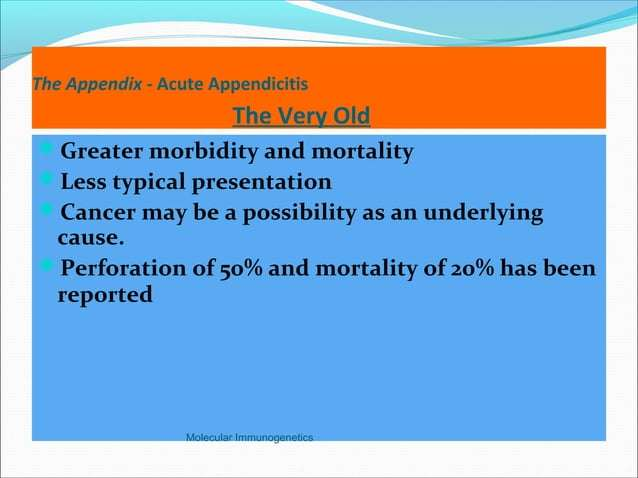 The Appendix - Acute Appendicitis
The Very Old
Greater morbidity and mortality
Less typical presentation
Cancer may be a possibility as an underlying
cause.
Perforation of 50% and mortality of 20% has been
reported
Molecular Immunogenetics